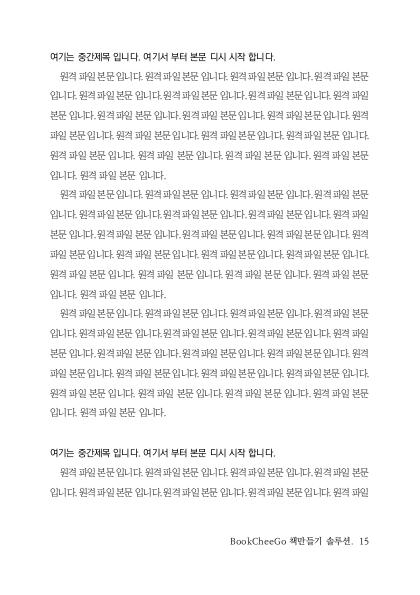 여기는 중간제목 입니다. 여기서 부터 본문 디시 시작 합니다.
원격 파일 본문 입니다. 원격 파일 본문 입니다. 원격 파일 본문 입니다. 원격 파일 본문
입니다. 원격 파일 본문 입니다. 원격 파일 본문 입니다. 원격 파일 본문 입니다. 원격 파일
본문 입니다. 원격 파일 본문 입니다. 원격 파일 본문 입니다. 원격 파일 본문 입니다. 원격
파일 본문 입니다. 원격 파일 본문 입니다. 원격 파일 본문 입니다. 원격 파일 본문 입니다.
원격 파일 본문 입니다. 원격 파일 본문 입니다. 원격 파일 본문 입니다. 원격 파일 본문
입니다. 원격 파일 본문 입니다.
원격 파일 본문 입니다. 원격 파일 본문 입니다. 원격 파일 본문 입니다. 원격 파일 본문
입니다. 원격 파일 본문 입니다. 원격 파일 본문 입니다. 원격 파일 본문 입니다. 원격 파일
본문 입니다. 원격 파일 본문 입니다. 원격 파일 본문 입니다. 원격 파일 본문 입니다. 원격
파일 본문 입니다. 원격 파일 본문 입니다. 원격 파일 본문 입니다. 원격 파일 본문 입니다.
원격 파일 본문 입니다. 원격 파일 본문 입니다. 원격 파일 본문 입니다. 원격 파일 본문
입니다. 원격 파일 본문 입니다.
원격 파일 본문 입니다. 원격 파일 본문 입니다. 원격 파일 본문 입니다. 원격 파일 본문
입니다. 원격 파일 본문 입니다. 원격 파일 본문 입니다. 원격 파일 본문 입니다. 원격 파일
본문 입니다. 원격 파일 본문 입니다. 원격 파일 본문 입니다. 원격 파일 본문 입니다. 원격
파일 본문 입니다. 원격 파일 본문 입니다. 원격 파일 본문 입니다. 원격 파일 본문 입니다.
원격 파일 본문 입니다. 원격 파일 본문 입니다. 원격 파일 본문 입니다. 원격 파일 본문
입니다. 원격 파일 본문 입니다.
여기는 중간제목 입니다. 여기서 부터 본문 디시 시작 합니다.
원격 파일 본문 입니다. 원격 파일 본문 입니다. 원격 파일 본문 입니다. 원격 파일 본문
입니다. 원격 파일 본문 입니다. 원격 파일 본문 입니다. 원격 파일 본문 입니다. 원격 파일
BookCheeGo 책만들기 솔루션. 15